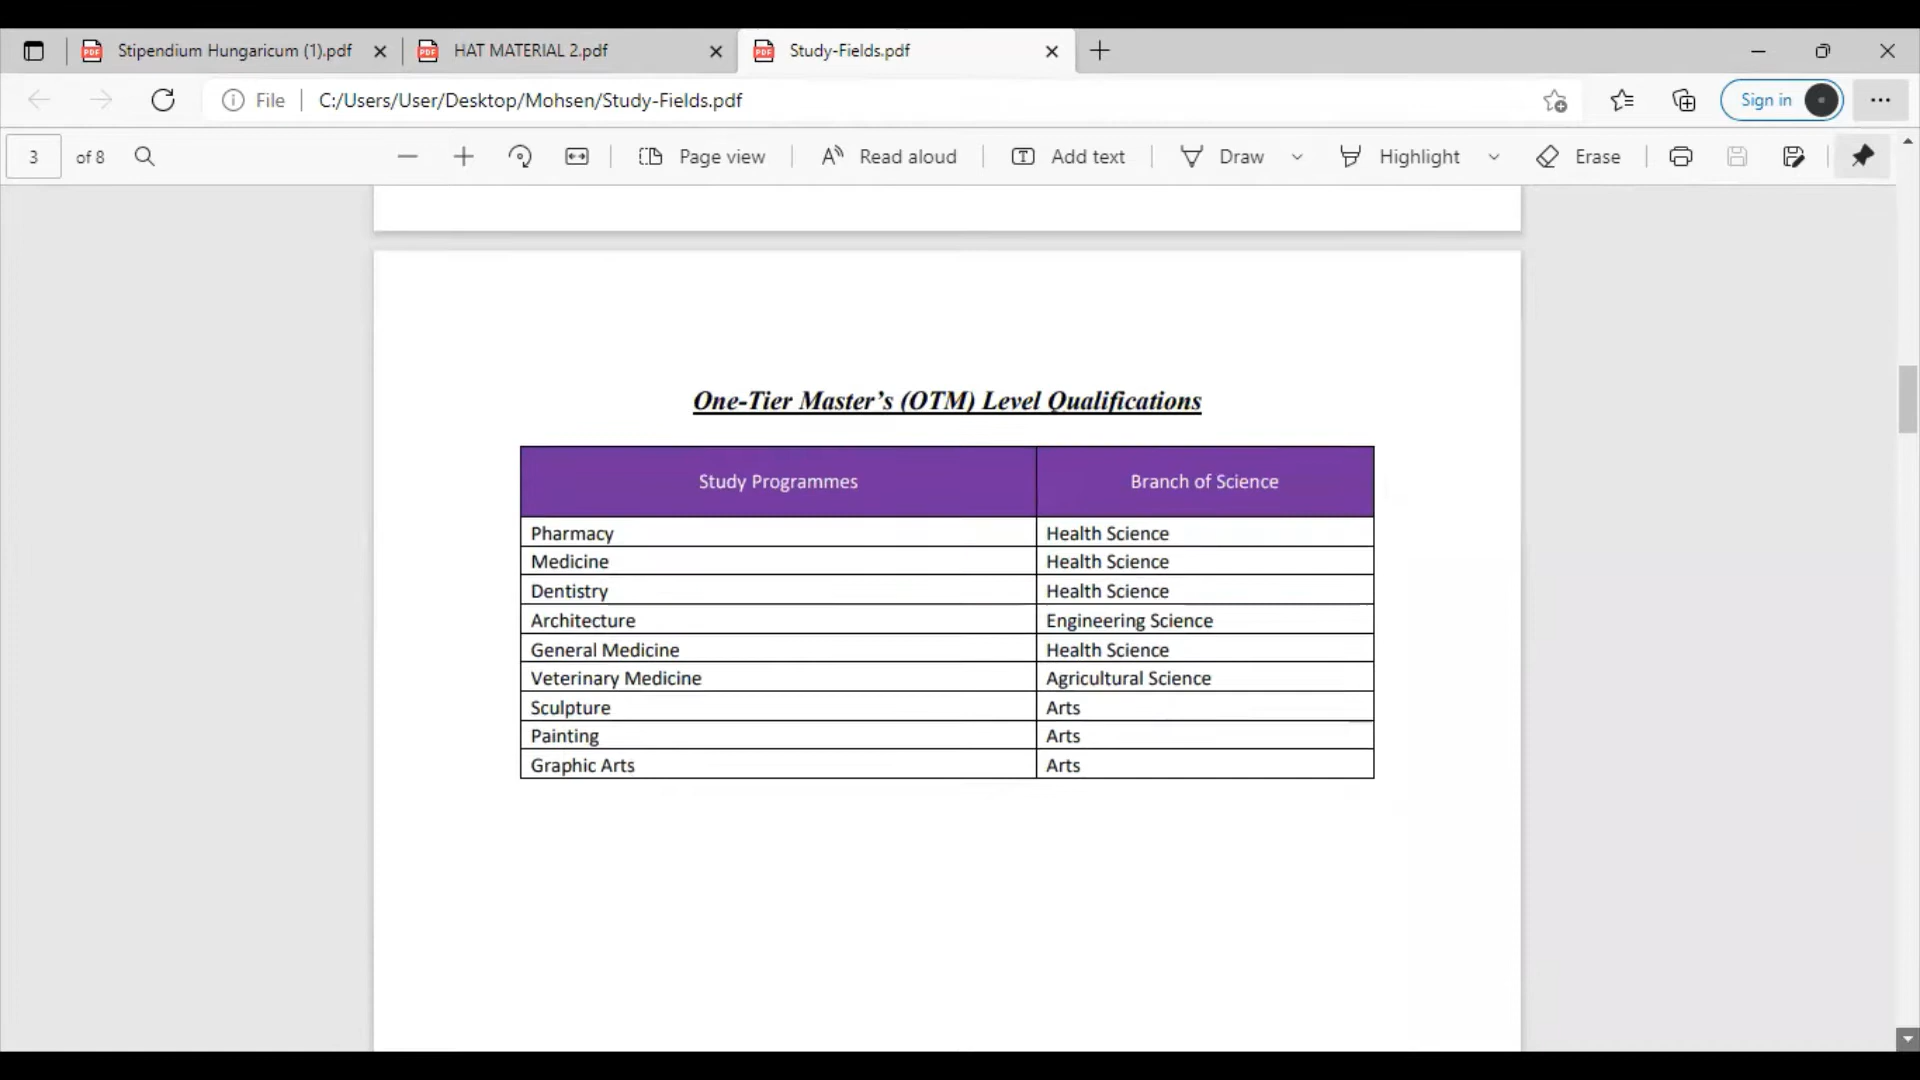 Stipendium Hungaricum (1).pdf
HAT MATERIAL 2.pdf
Study-Fields.pdf
File
C:/Users/User/Desktop/Mohsen/Study-Fields.pdf
Sign in
3 of 8
Page view
Read aloud
Add text
Draw
Highlight
Erase
One-Tier Master’s (OTM) Level Qualifications
Study Programmes Branch of Science
Pharmacy Health Science
Medicine Health Science
Dentistry Health Science
Architecture Engineering Science
General Medicine Health Science
Veterinary Medicine Agricultural Science
Sculpture Arts
Painting Arts
Graphic Arts Arts